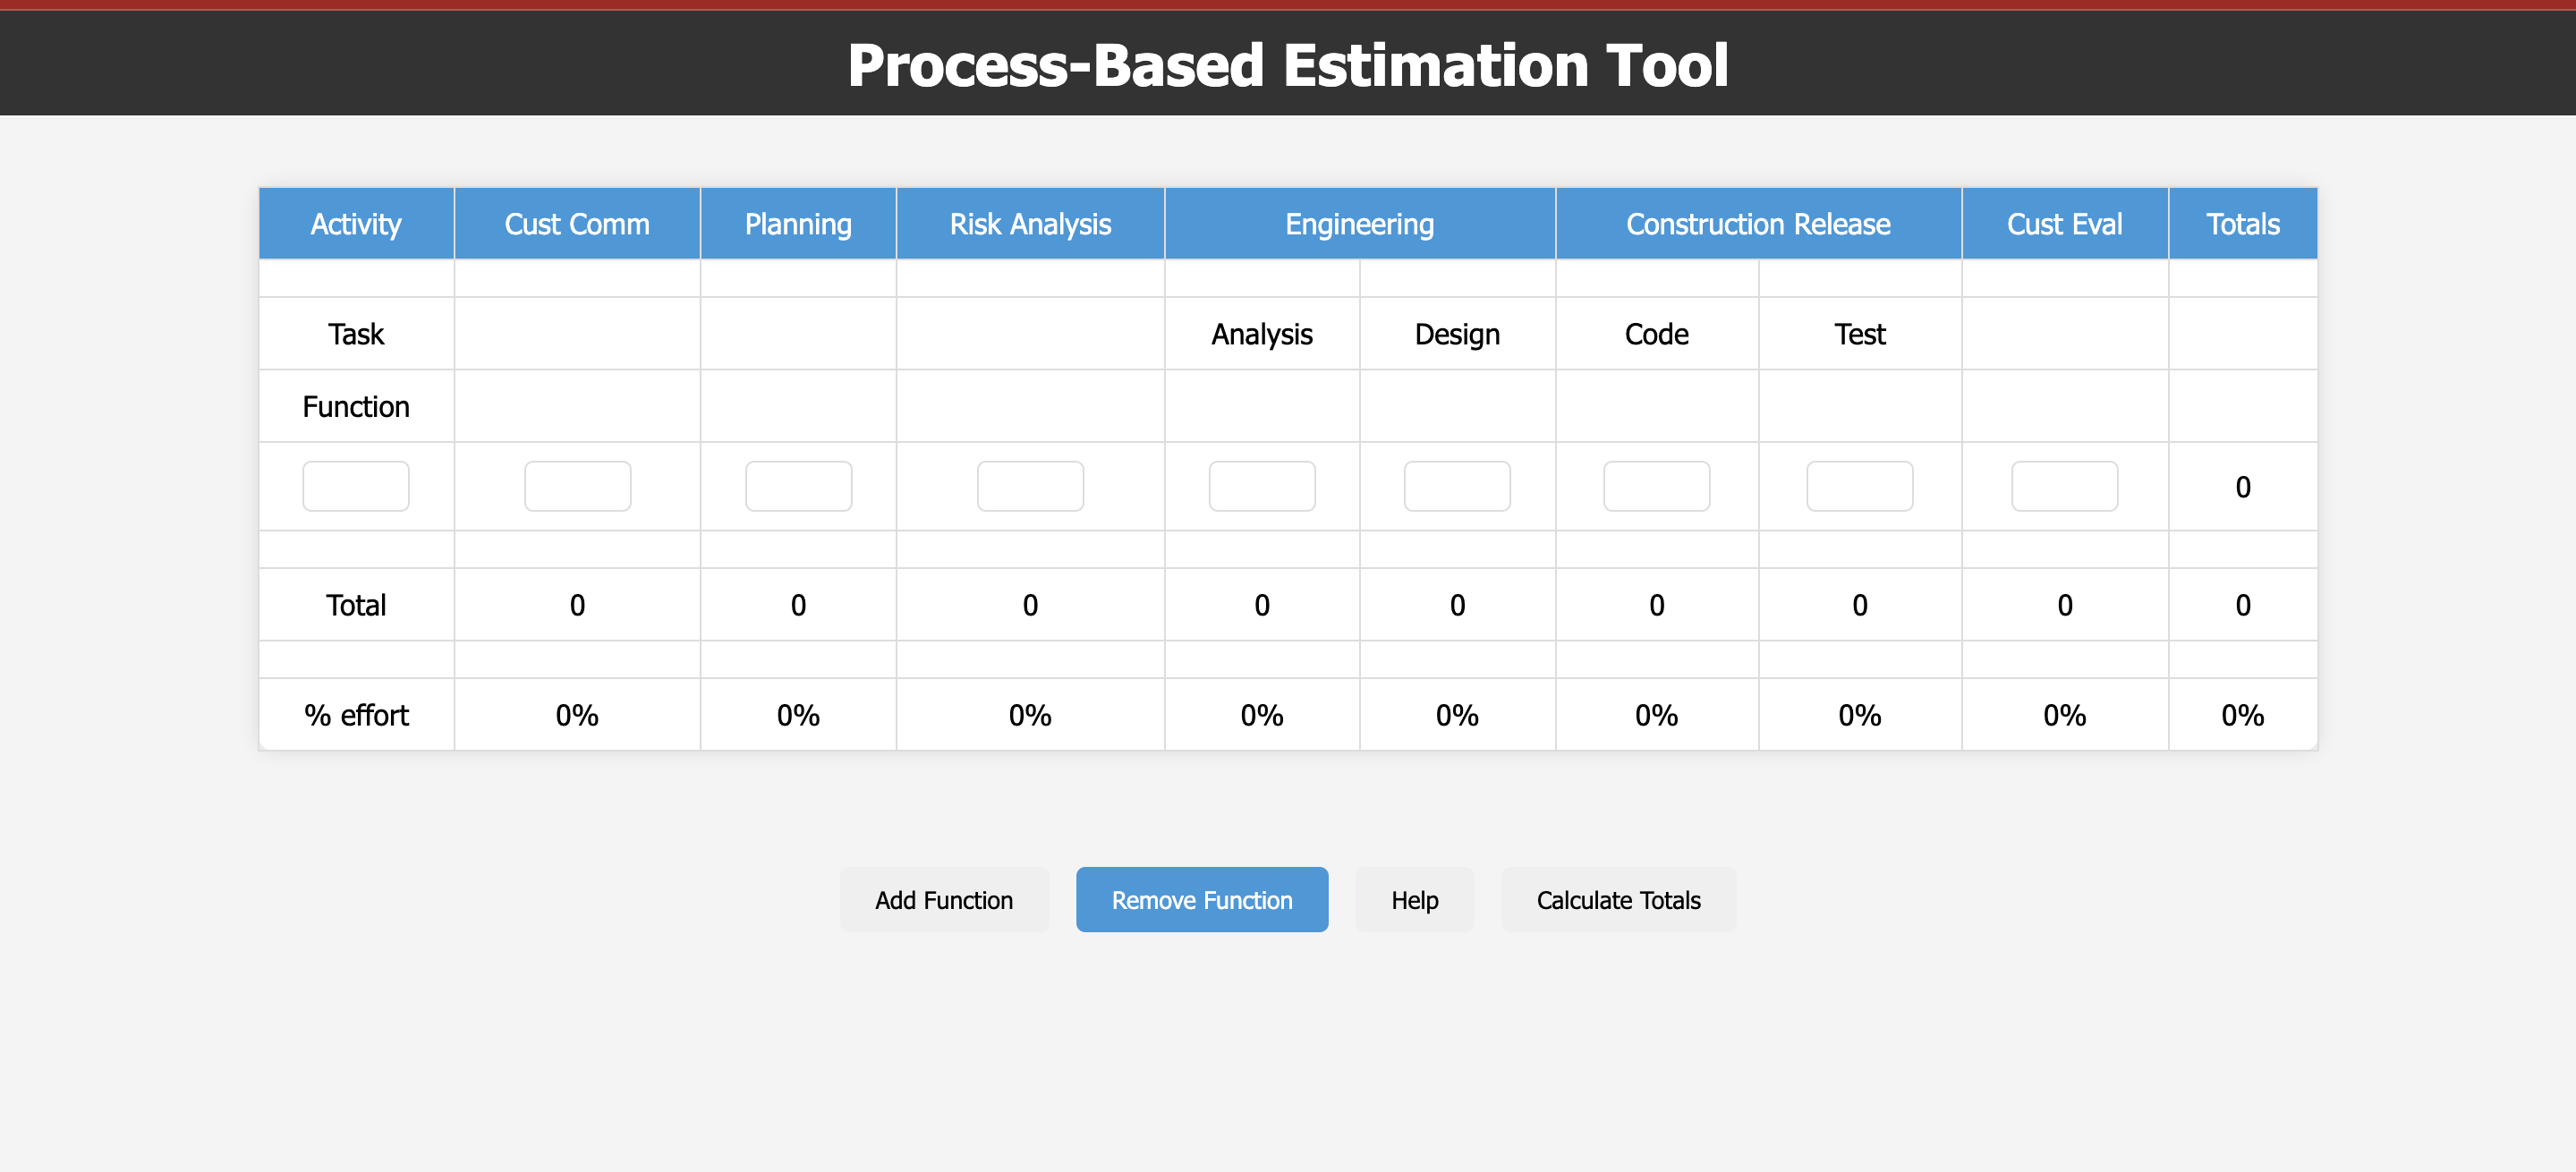 Process-Based Estimation Tool
Activity Cust Comm Planning Risk Analysis Engineering Construction Release Cust Eval Totals
Task Analysis Design Code Test
Function
0
Total 0 0 0 0 0 0 0 0 0
% effort 0% 0% 0% 0% 0% 0% 0% 0% 0%
Add Function Remove Function Help Calculate Totals